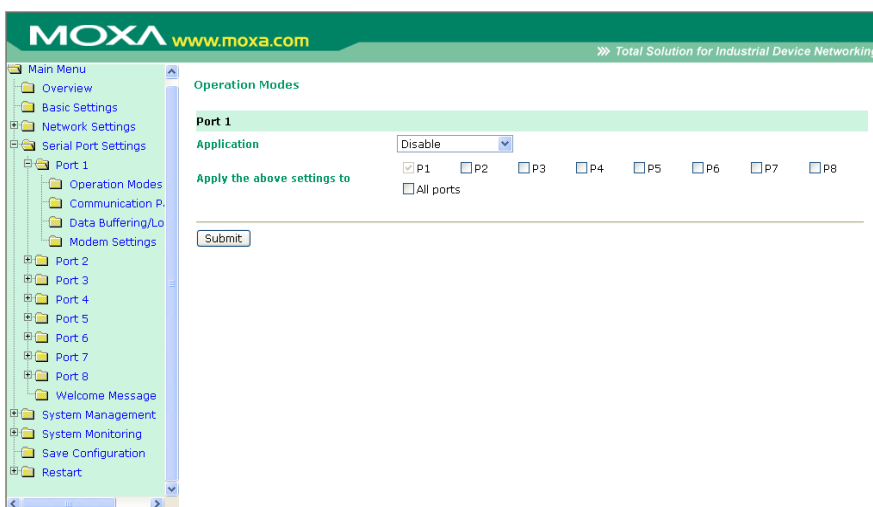 MOXA www.moxa.com
Total Solution for Industrial Device Networking
Main Menu
Overview
Basic Settings
Network Settings
Serial Port Settings
Port 1
Operation Modes
Communication P
Data Buffering/Lo
Modem Settings
Port 2
Port 3
Port 4
Port 5
Port 6
Port 7
Port 8
Welcome Message
System Management
System Monitoring
Save Configuration
Restart
Operation Modes
Port 1
Application Disable
Apply the above settings to P1 P2 P3 P4 P5 P6 P7 P8
All ports
Submit